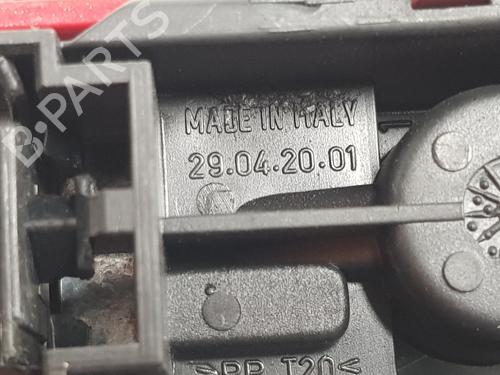 B-PARTS
MADE IN ITALY
29.04.20.01
>PP T20<